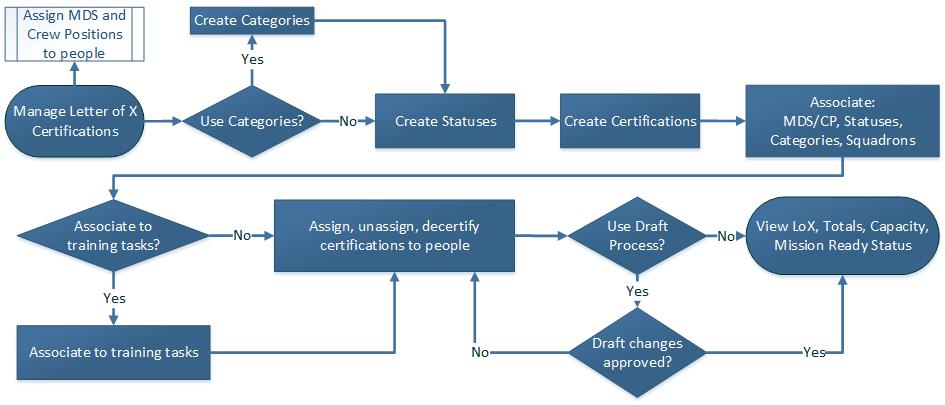 Assign MDS and
Crew Positions
to people
Create Categories
Yes
Manage Letter of X
Certifications
Use Categories?
No
Create Statuses
Create Certifications
Associate:
MDS/CP, Statuses,
Categories, Squadrons
Associate to
training tasks?
No
Assign, unassign, decertify
certifications to people
Use Draft
Process?
No
View LoX, Totals, Capacity,
Mission Ready Status
Yes
Yes
Associate to training tasks
No
Draft changes
approved?
Yes